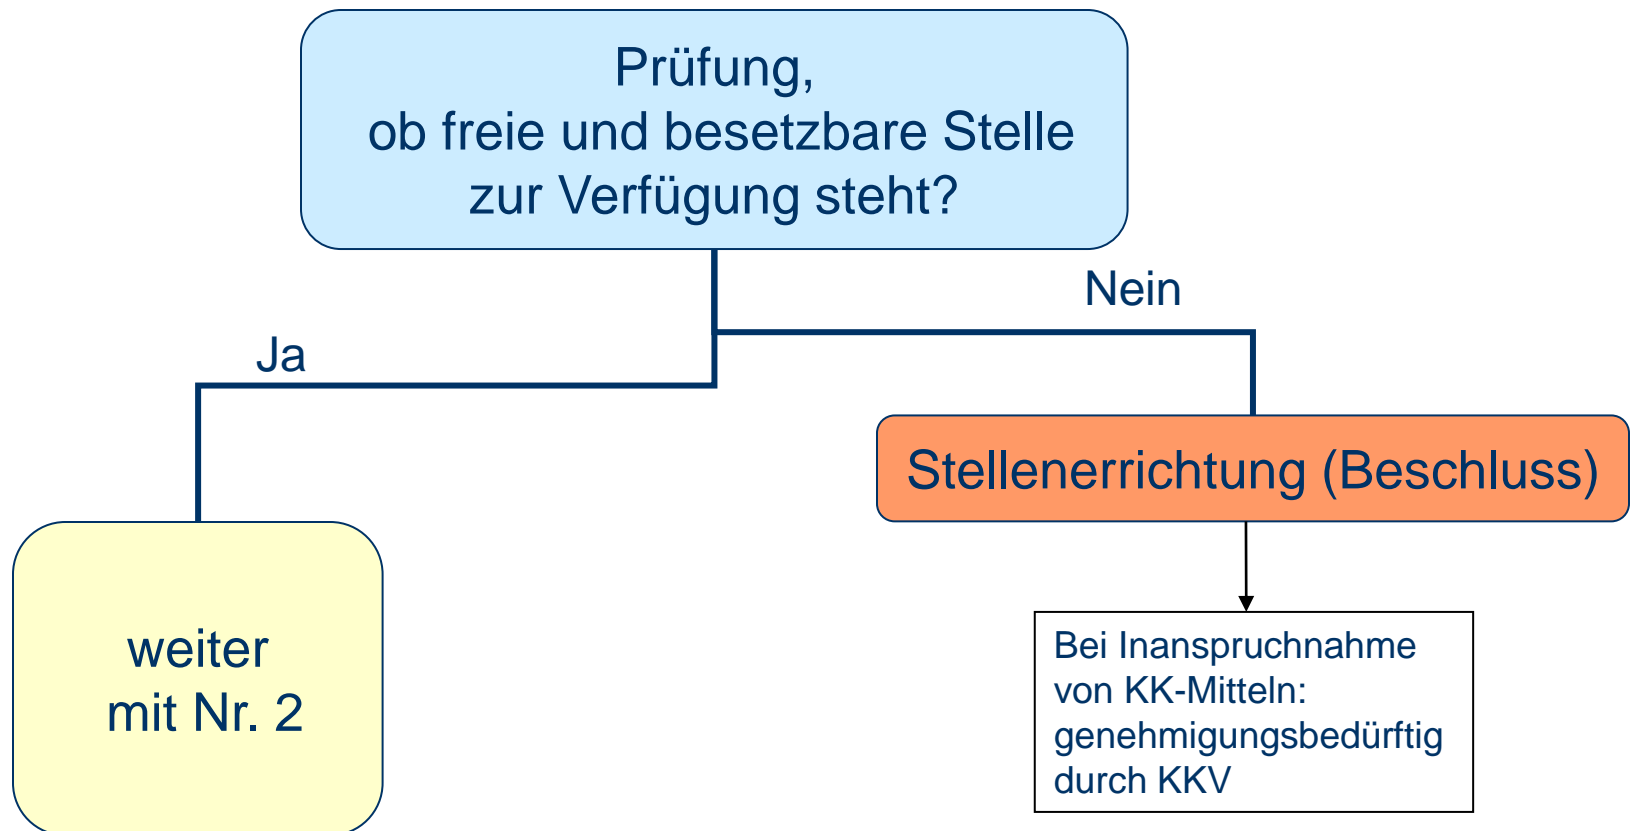 Prüfung,
ob freie und besetzbare Stelle
zur Verfügung steht?
Nein
Ja
Stellenerrichtung (Beschluss)
weiter
mit Nr. 2
Bei Inanspruchnahme
von KK-Mitteln:
genehmigungsbedürftig
durch KKV